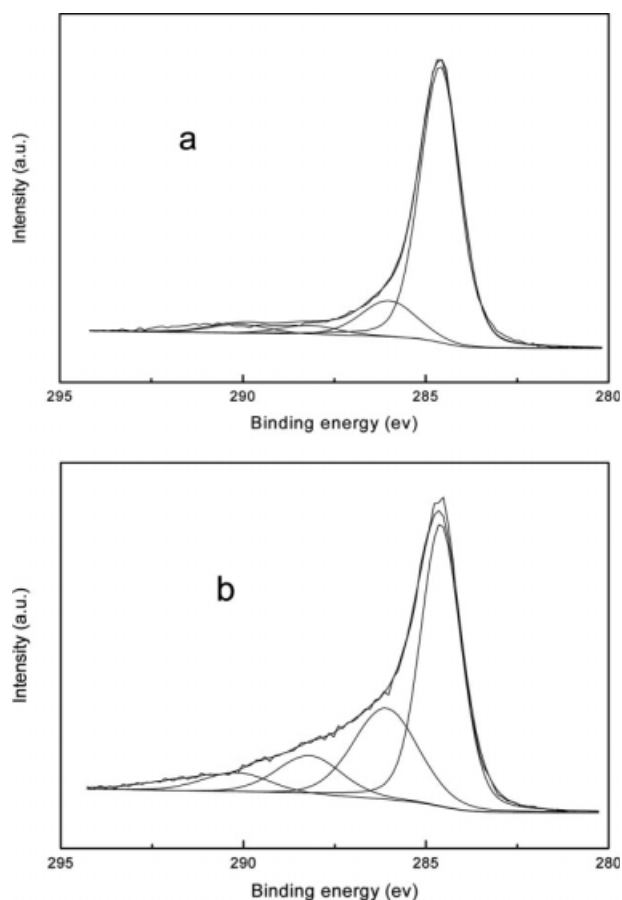 a
Intensity (a.u.)
295 290 285 280
Binding energy (ev)
b
Intensity (a.u.)
295 290 285 280
Binding energy (ev)